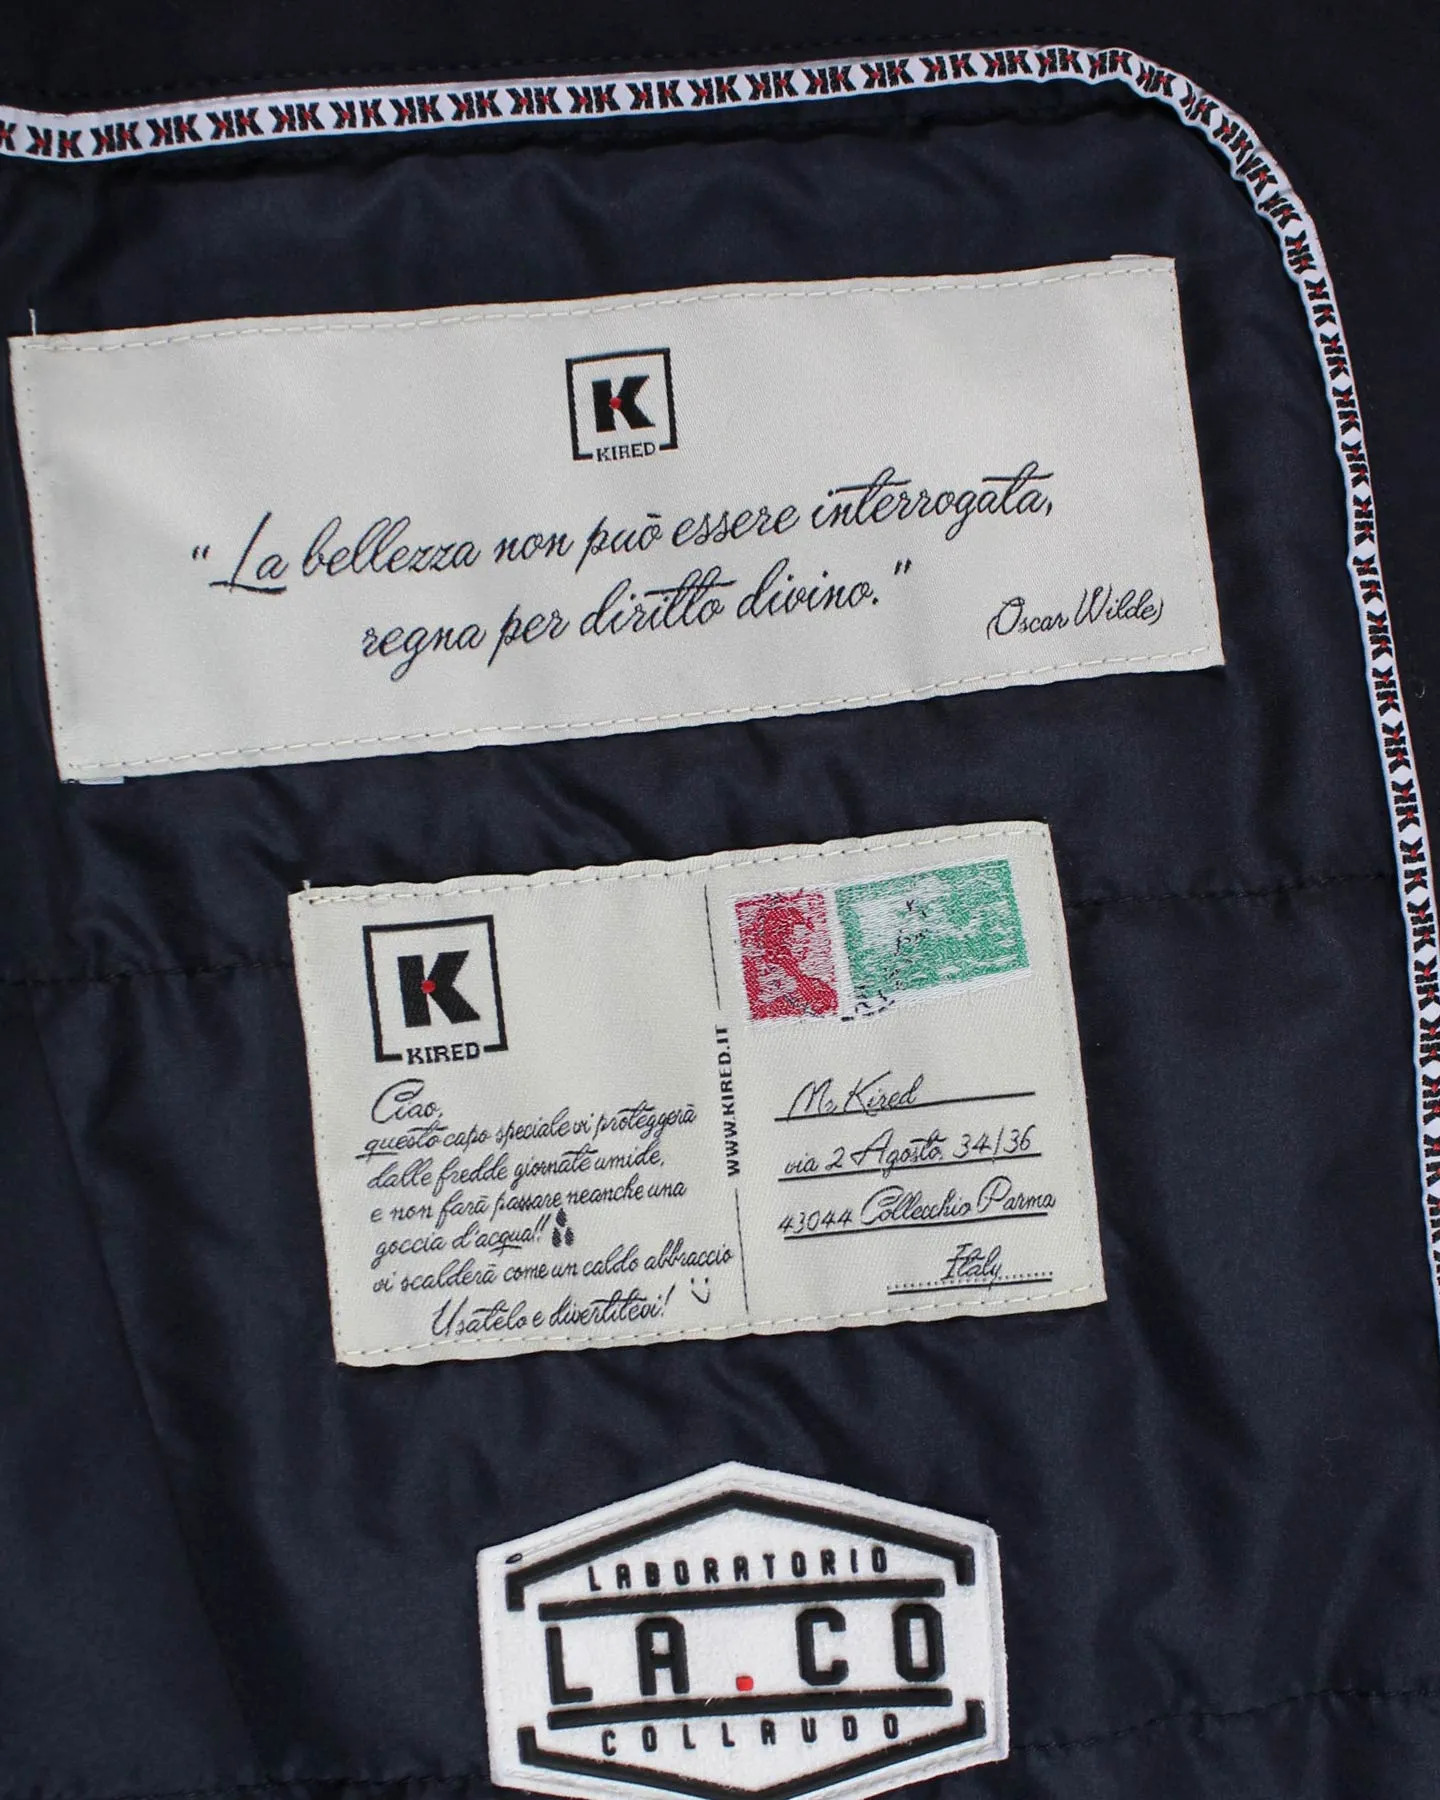 K
KIRED
"La bellezza non può essere interrogata,
regna per diritto divino."
(Oscar Wilde)
K
KIRED
Ciao,
questo capo speciale vi proteggerà
dalle fredde giornate umide,
e non farà passare neanche una
goccia d'acqua!!
vi scalderà come un caldo abbraccio
Usatelo e divertitevi! :)
WWW.KIRED.IT
Mr. Kired
via 2 Agosto, 34/36
43044 Collecchio Parma
Italy
LABORATORIO
LA.CO
COLLAUDO